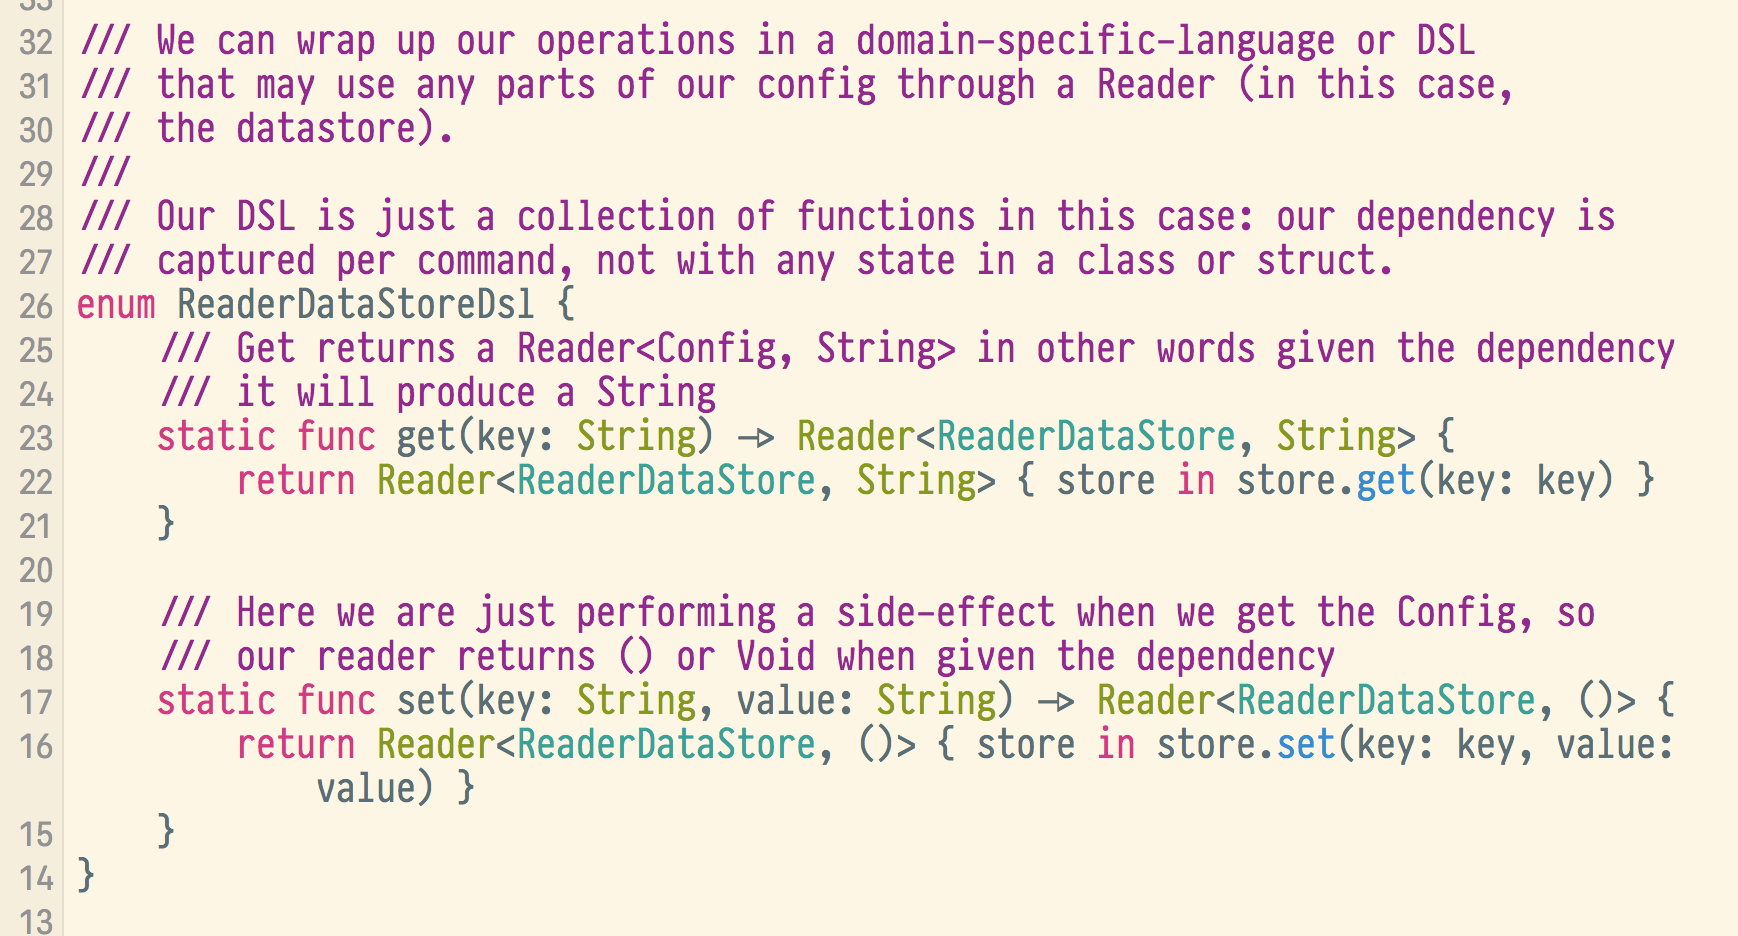 33
32 /// We can wrap up our operations in a domain-specific-language or DSL
31 /// that may use any parts of our config through a Reader (in this case,
30 /// the datastore).
29 ///
28 /// Our DSL is just a collection of functions in this case: our dependency is
27 /// captured per command, not with any state in a class or struct.
26 enum ReaderDataStoreDsl {
25     /// Get returns a Reader<Config, String> in other words given the dependency
24     /// it will produce a String
23     static func get(key: String) -> Reader<ReaderDataStore, String> {
22         return Reader<ReaderDataStore, String> { store in store.get(key: key) }
21     }
20
19     /// Here we are just performing a side-effect when we get the Config, so
18     /// our reader returns () or Void when given the dependency
17     static func set(key: String, value: String) -> Reader<ReaderDataStore, ()> {
16         return Reader<ReaderDataStore, ()> { store in store.set(key: key, value:
            value) }
15     }
14 }
13